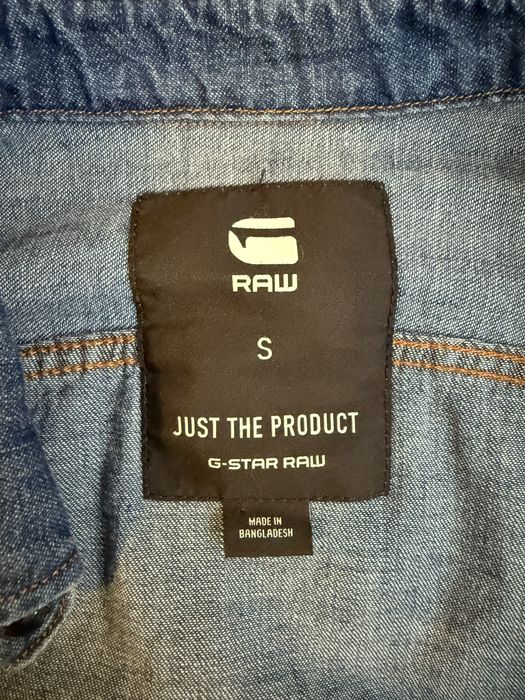 RAW
S
JUST THE PRODUCT
G-STAR RAW
MADE IN
BANGLADESH